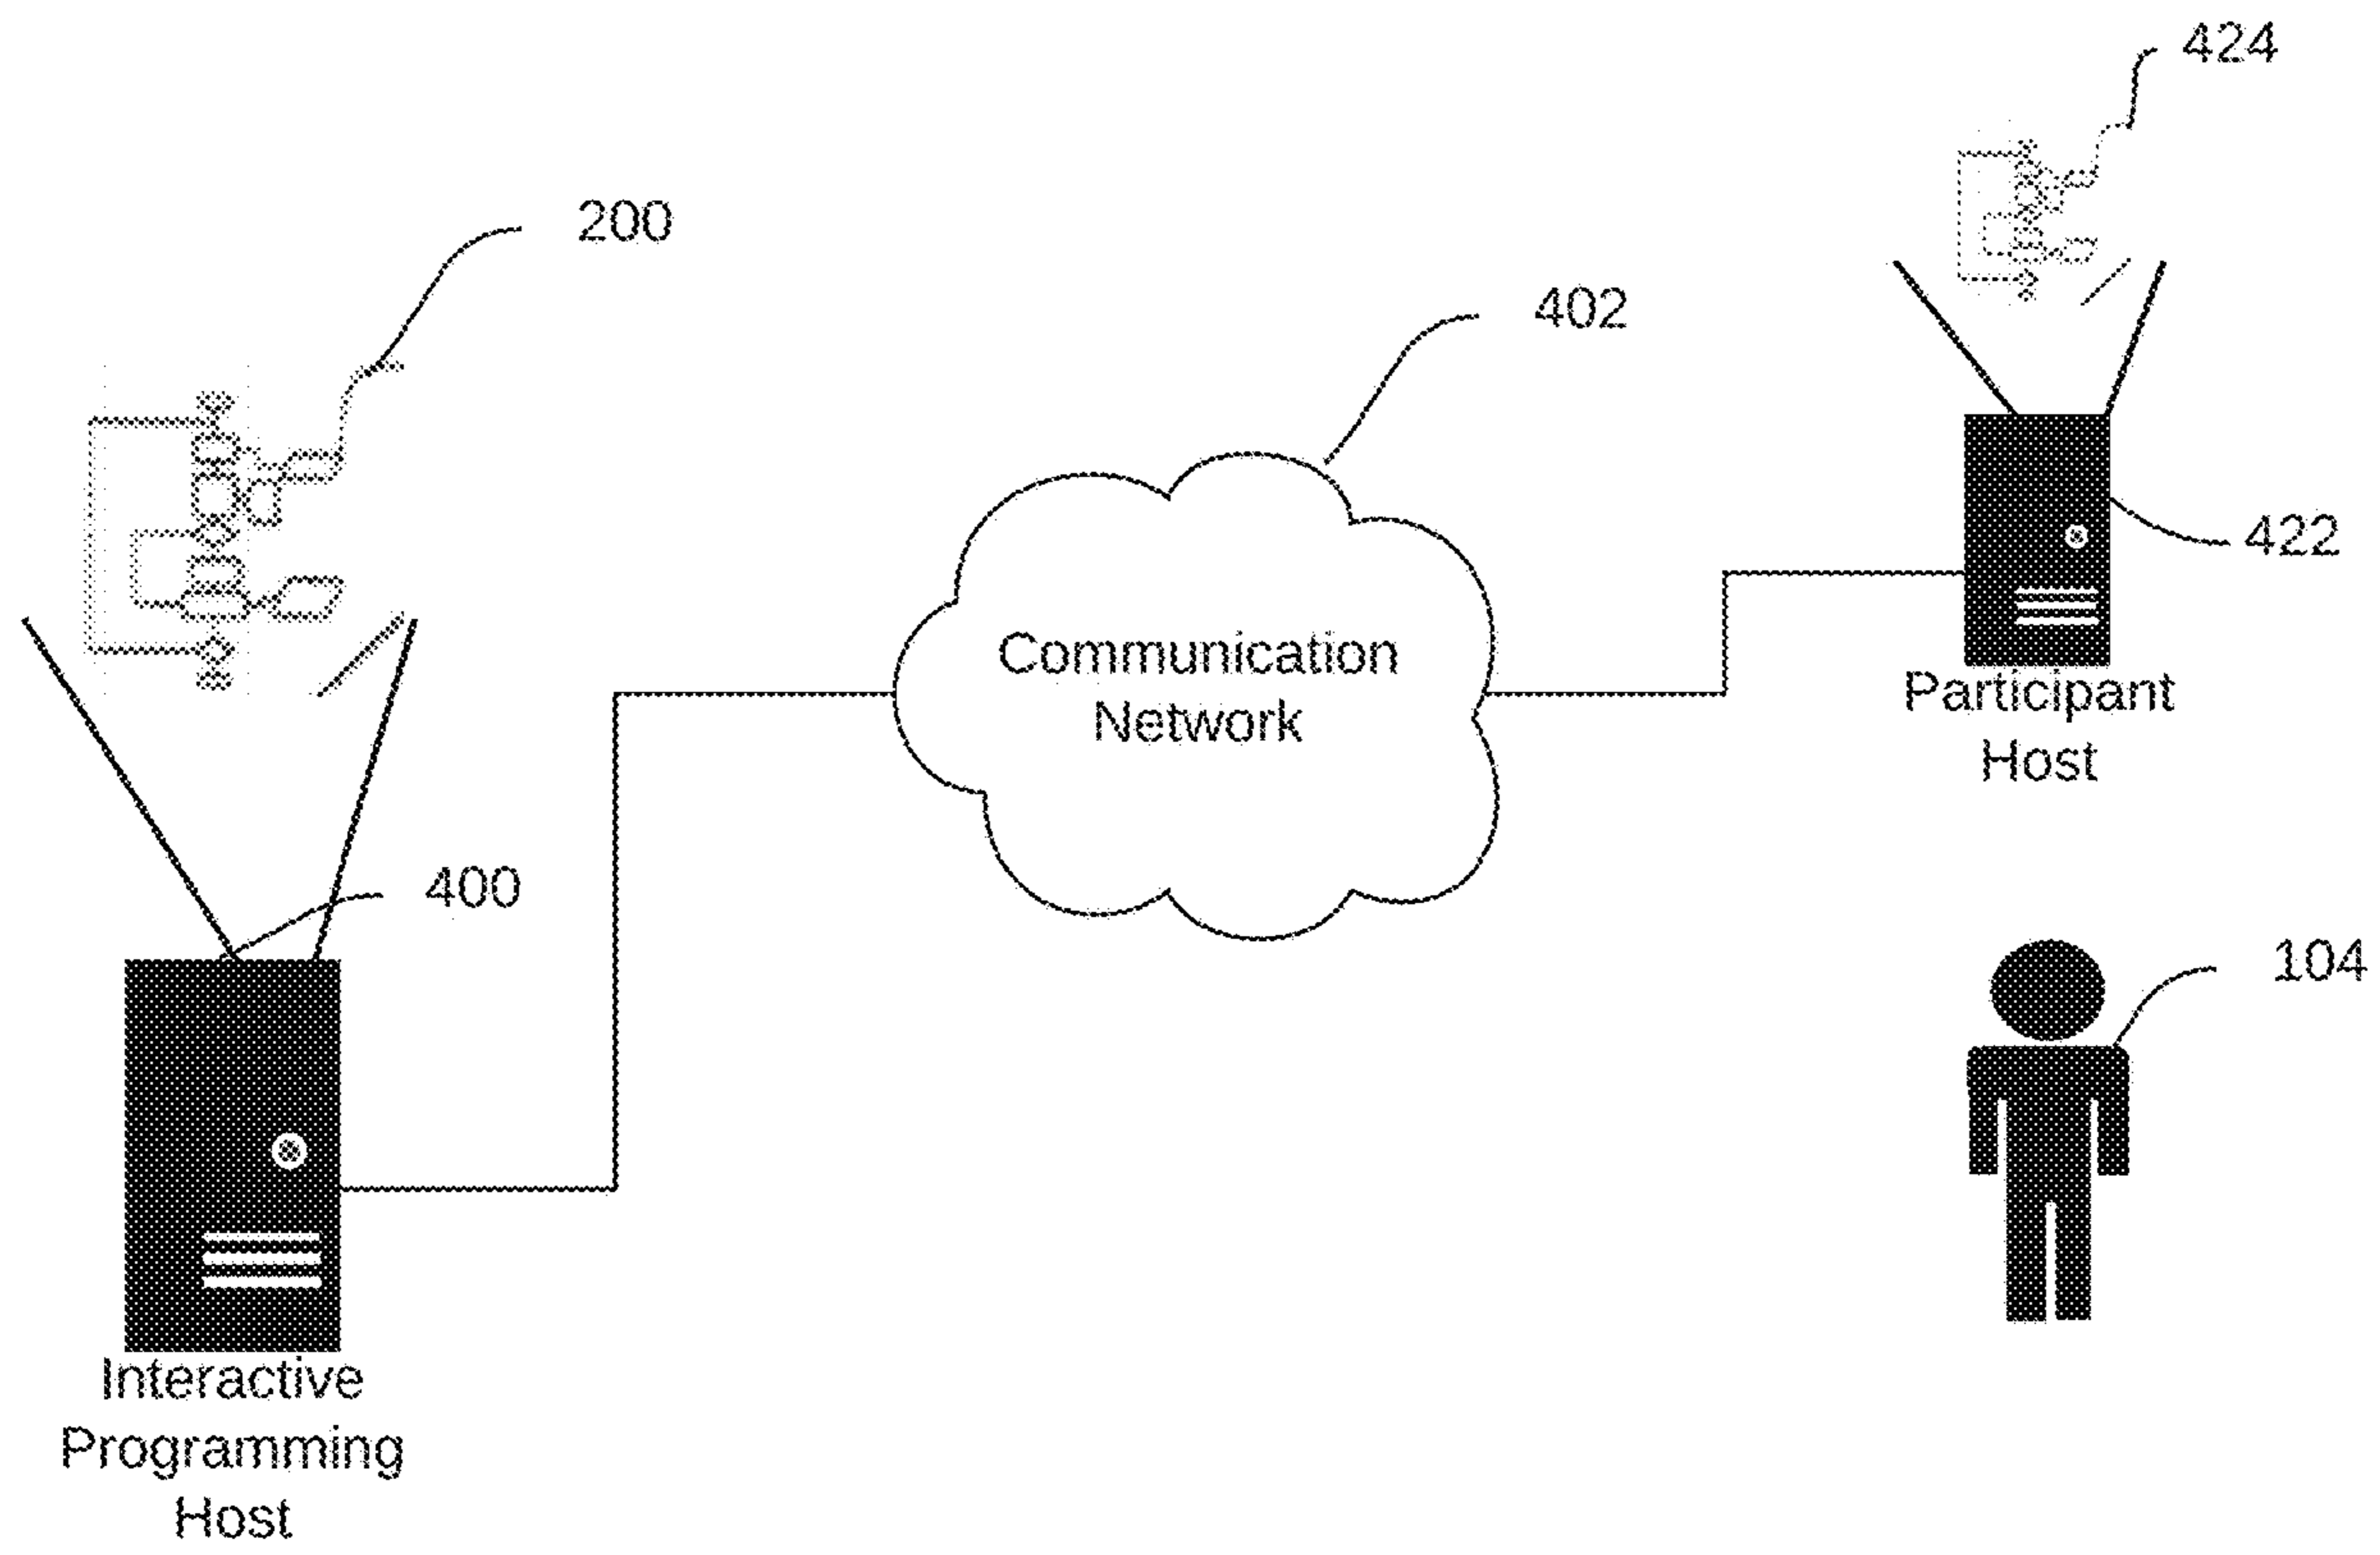 424
200
402
422
Communication
Network
Participant
Host
400
104
Interactive
Programming
Host